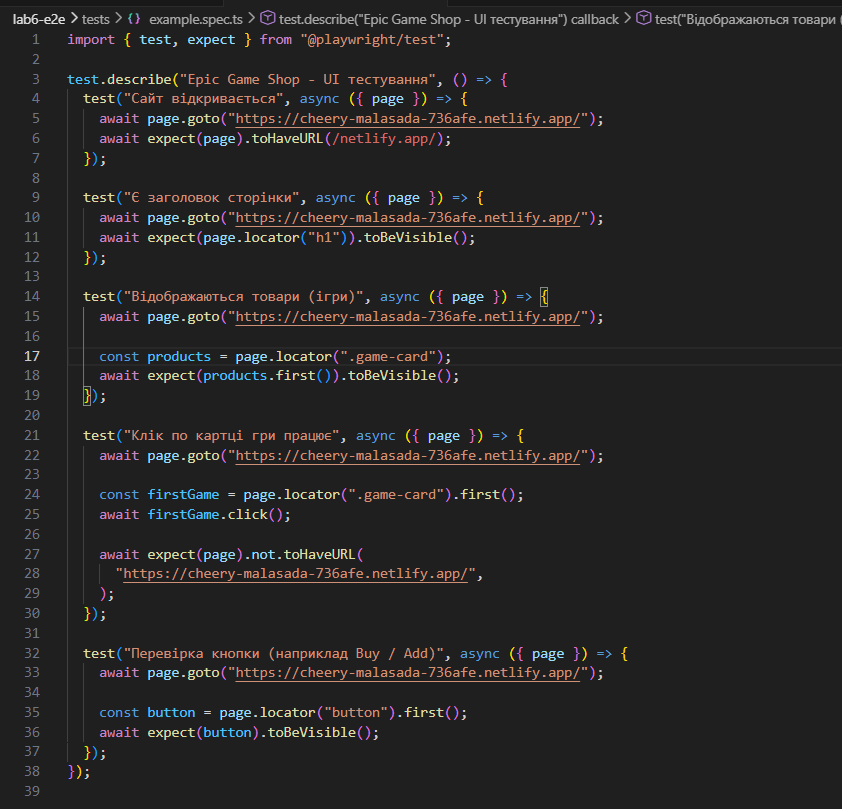 lab6-e2e > tests > {} example.spec.ts > test.describe("Epic Game Shop - UI тестування") callback > test("Відображаються товари (
1 import { test, expect } from "@playwright/test";
2
3 test.describe("Epic Game Shop - UI тестування", () => {
4   test("Сайт відкривається", async ({ page }) => {
5     await page.goto("https://cheery-malasada-736afe.netlify.app/");
6     await expect(page).toHaveURL(/netlify.app/);
7   });
8
9   test("Є заголовок сторінки", async ({ page }) => {
10     await page.goto("https://cheery-malasada-736afe.netlify.app/");
11     await expect(page.locator("h1")).toBeVisible();
12   });
13
14   test("Відображаються товари (ігри)", async ({ page }) => {
15     await page.goto("https://cheery-malasada-736afe.netlify.app/");
16
17     const products = page.locator(".game-card");
18     await expect(products.first()).toBeVisible();
19   });
20
21   test("Клік по картці гри працює", async ({ page }) => {
22     await page.goto("https://cheery-malasada-736afe.netlify.app/");
23
24     const firstGame = page.locator(".game-card").first();
25     await firstGame.click();
26
27     await expect(page).not.toHaveURL(
28       "https://cheery-malasada-736afe.netlify.app/",
29     );
30   });
31
32   test("Перевірка кнопки (наприклад Buy / Add)", async ({ page }) => {
33     await page.goto("https://cheery-malasada-736afe.netlify.app/");
34
35     const button = page.locator("button").first();
36     await expect(button).toBeVisible();
37   });
38 });
39